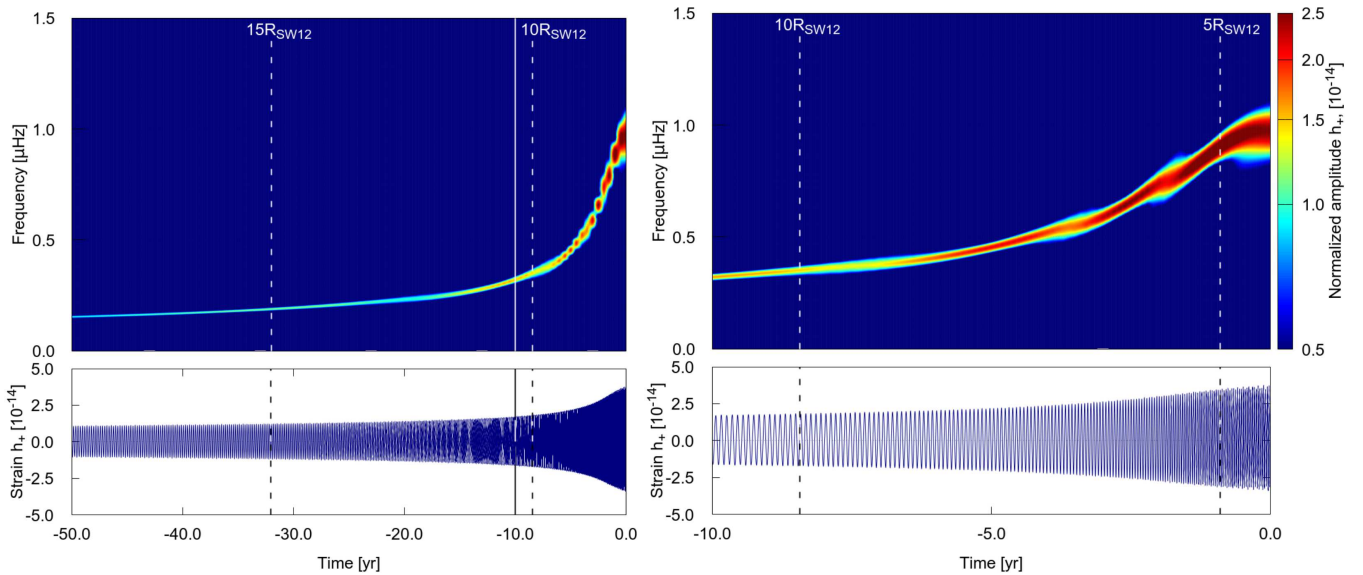 15R_SW12 10R_SW12
1.5
1.0
0.5
0.0
Frequency [μHz]
5.0
2.5
0.0
-2.5
-5.0
Strain h₊ [10⁻¹⁴]
-50.0 -40.0 -30.0 -20.0 -10.0 0.0
Time [yr]
10R_SW12 5R_SW12
1.5
1.0
0.5
0.0
Frequency [μHz]
5.0
2.5
0.0
-2.5
-5.0
Strain h₊ [10⁻¹⁴]
-10.0 -5.0 0.0
Time [yr]
2.5
2.0
1.5
1.0
0.5
Normalized amplitude h₊, [10⁻¹⁴]